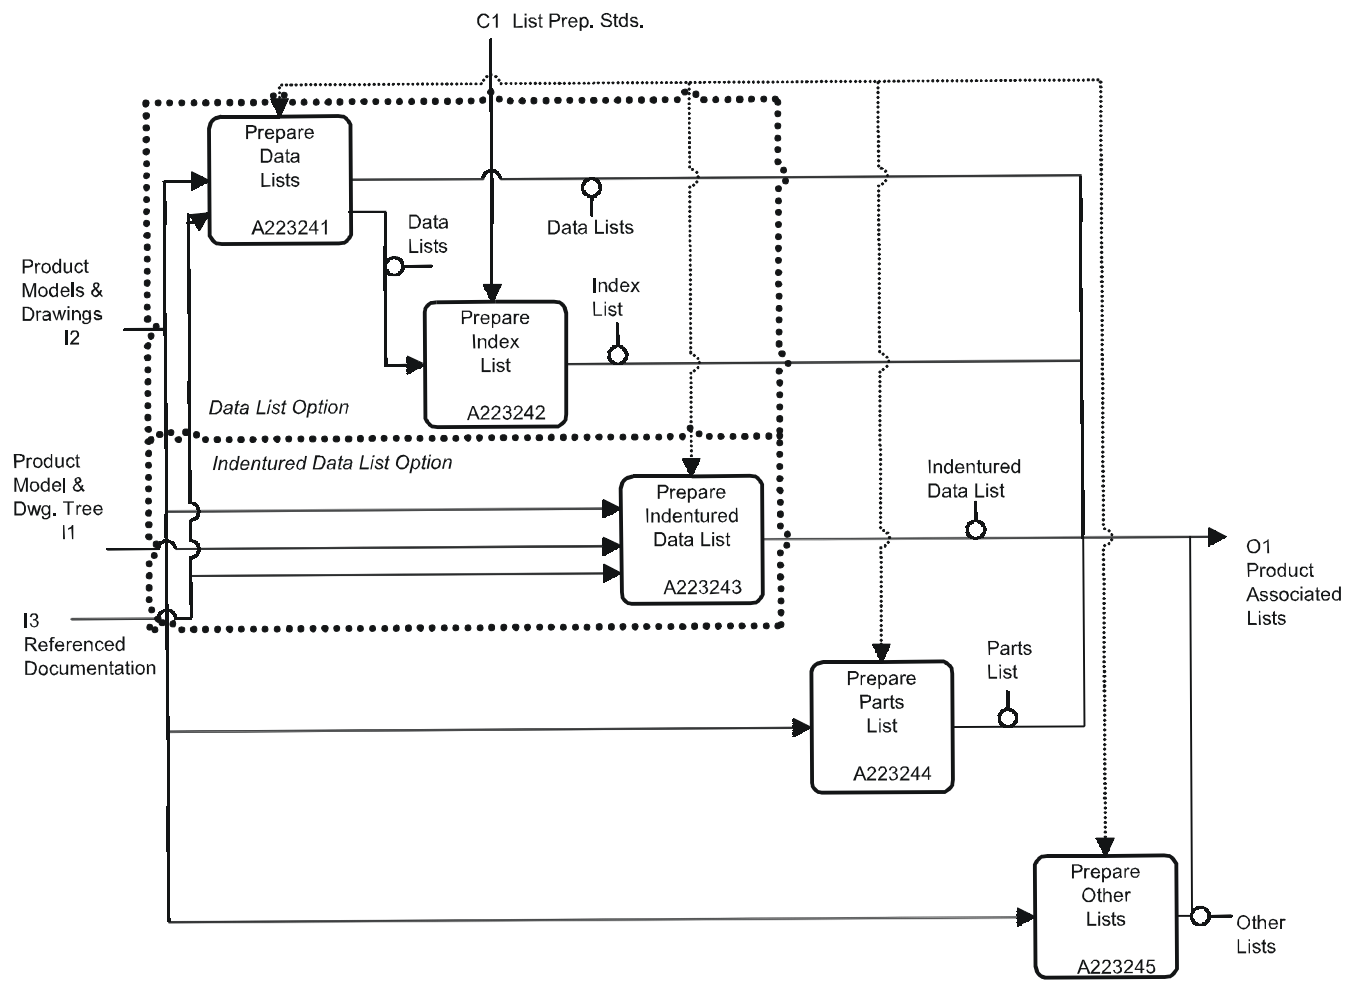 C1 List Prep. Stds.
Prepare
Data
Lists
A223241
Data
Lists
Data Lists
Product
Models &
Drawings
I2
Index
List
Prepare
Index
List
A223242
Data List Option
Indentured Data List Option
Product
Model &
Dwg. Tree
I1
Prepare
Indentured
Data List
A223243
Indentured
Data List
O1
Product
Associated
Lists
I3
Referenced
Documentation
Prepare
Parts
List
A223244
Parts
List
Prepare
Other
Lists
A223245
Other
Lists